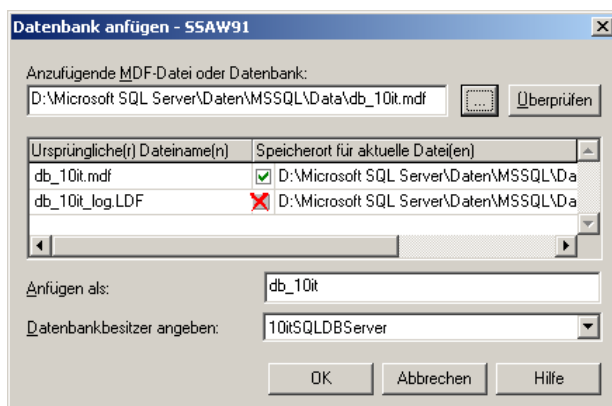 Datenbank anfügen - SSAW91
Anzufügende MDF-Datei oder Datenbank:
D:\Microsoft SQL Server\Daten\MSSQL\Data\db_10it.mdf ... Überprüfen
Ursprüngliche(r) Dateiname(n) Speicherort für aktuelle Datei(en)
db_10it.mdf D:\Microsoft SQL Server\Daten\MSSQL\Da
db_10it_log.LDF D:\Microsoft SQL Server\Daten\MSSQL\Da
Anfügen als: db_10it
Datenbankbesitzer angeben: 10itSQLDBServer
OK Abbrechen Hilfe